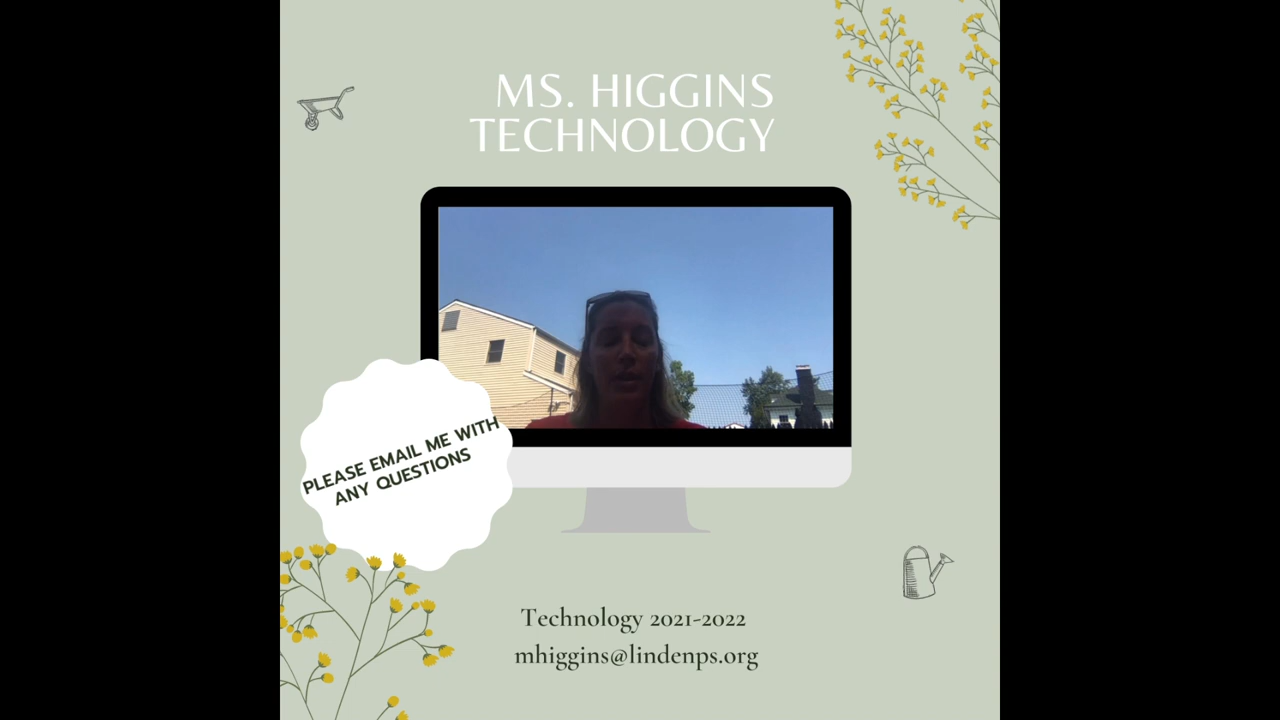 MS. HIGGINS
TECHNOLOGY
PLEASE EMAIL ME WITH
ANY QUESTIONS
Technology 2021-2022
mhiggins@lindenps.org